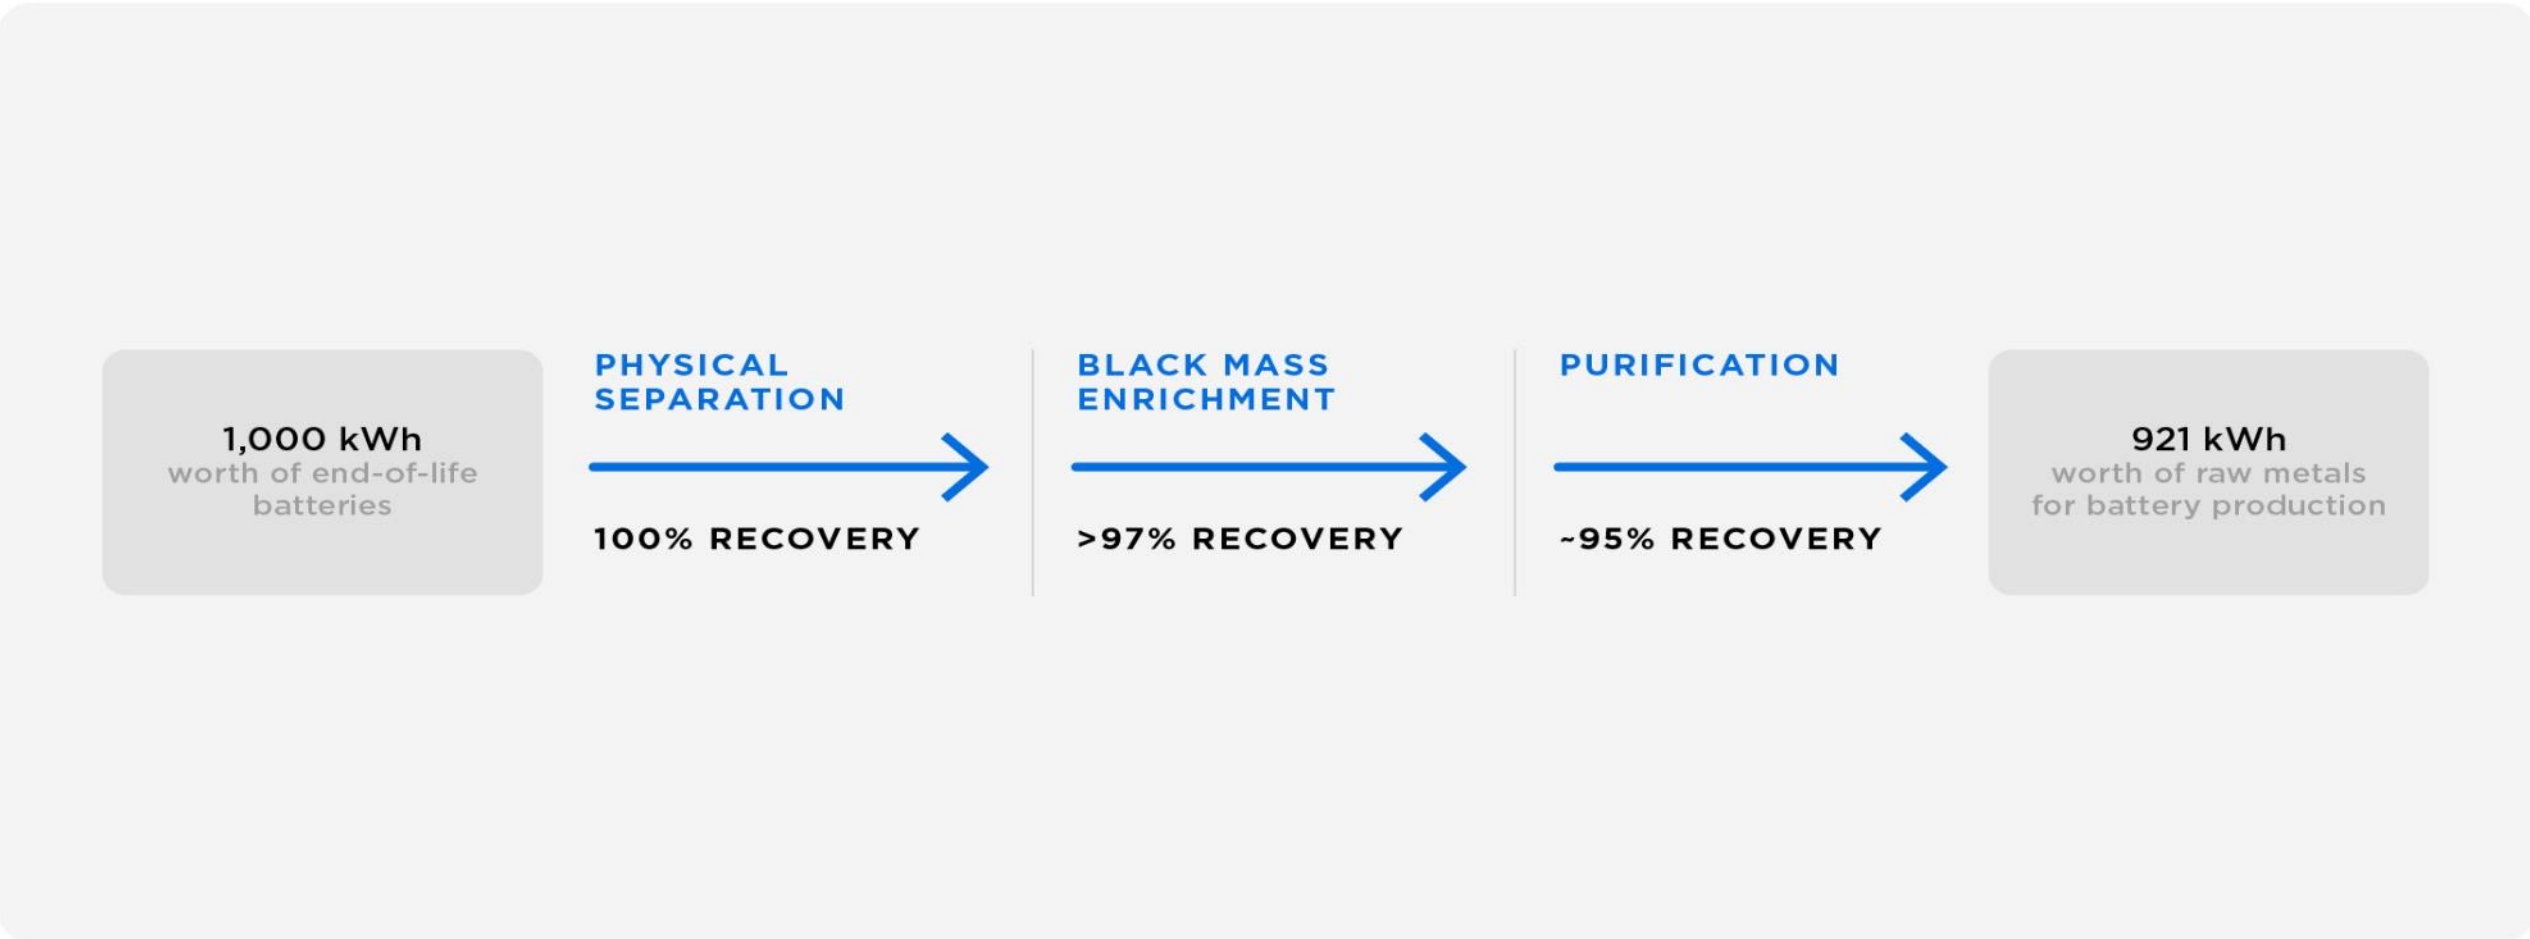 1,000 kWh
worth of end-of-life
batteries
PHYSICAL
SEPARATION
100% RECOVERY
BLACK MASS
ENRICHMENT
>97% RECOVERY
PURIFICATION
~95% RECOVERY
921 kWh
worth of raw metals
for battery production